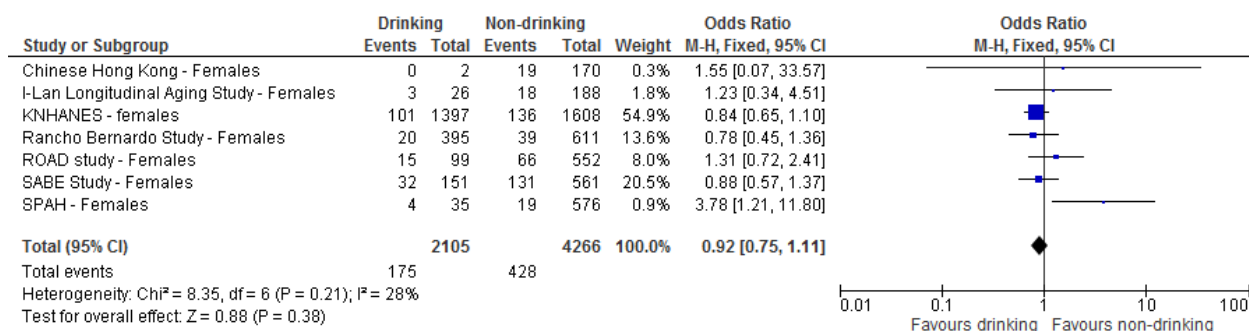 Drinking Non-drinking Odds Ratio Odds Ratio
Study or Subgroup Events Total Events Total Weight M-H, Fixed, 95% CI M-H, Fixed, 95% CI
Chinese Hong Kong - Females 0 2 19 170 0.3% 1.55 [0.07, 33.57]
I-Lan Longitudinal Aging Study - Females 3 26 18 188 1.8% 1.23 [0.34, 4.51]
KNHANES - females 101 1397 136 1608 54.9% 0.84 [0.65, 1.10]
Rancho Bernardo Study - Females 20 395 39 611 13.6% 0.78 [0.45, 1.36]
ROAD study - Females 15 99 66 552 8.0% 1.31 [0.72, 2.41]
SABE Study - Females 32 151 131 561 20.5% 0.88 [0.57, 1.37]
SPAH - Females 4 35 19 576 0.9% 3.78 [1.21, 11.80]
Total (95% CI) 2105 4266 100.0% 0.92 [0.75, 1.11]
Total events 175 428
Heterogeneity: Chi² = 8.35, df = 6 (P = 0.21); I² = 28%
Test for overall effect: Z = 0.88 (P = 0.38)
0.01 0.1 1 10 100
Favours drinking Favours non-drinking